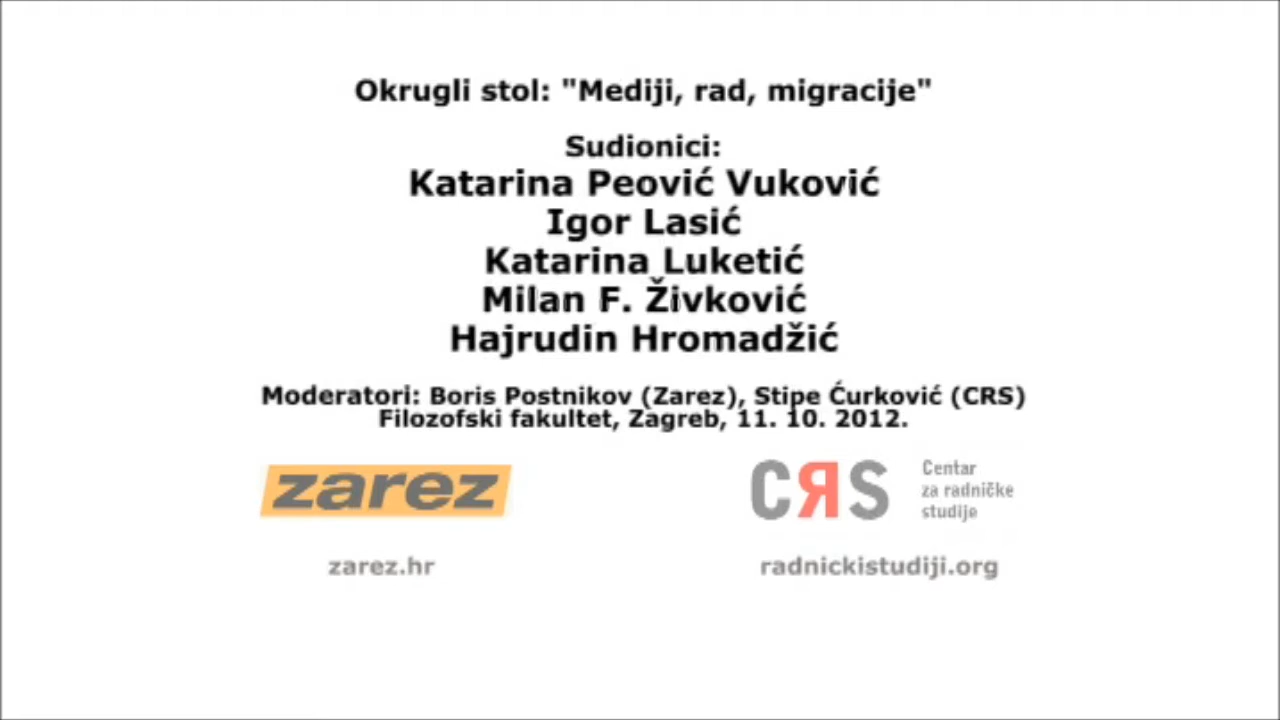 Okrugli stol: "Mediji, rad, migracije"
Sudionici:
Katarina Peović Vuković
Igor Lasić
Katarina Luketić
Milan F. Živković
Hajrudin Hromadžić
Moderatori: Boris Postnikov (Zarez), Stipe Ćurković (CRS)
Filozofski fakultet, Zagreb, 11. 10. 2012.
zarez
CЯS
Centar
za radničke
studije
zarez.hr
radnickistudiji.org